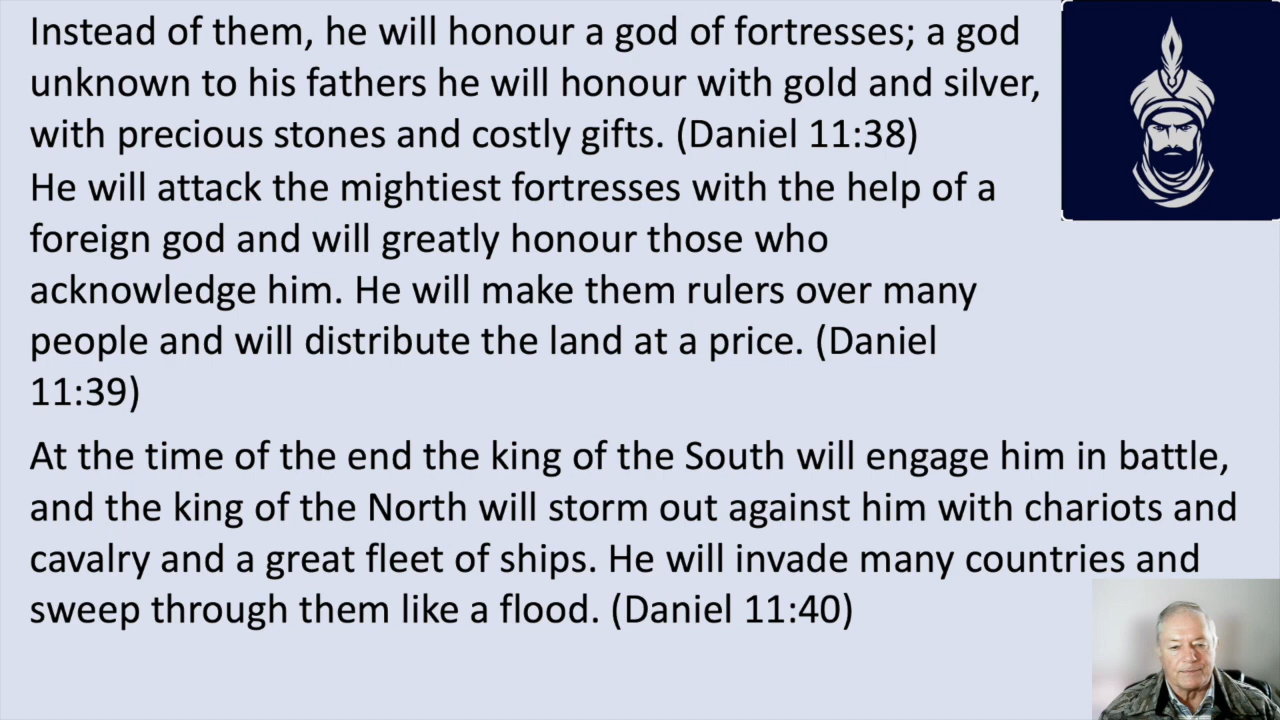 Instead of them, he will honour a god of fortresses; a god
unknown to his fathers he will honour with gold and silver,
with precious stones and costly gifts. (Daniel 11:38)
He will attack the mightiest fortresses with the help of a
foreign god and will greatly honour those who
acknowledge him. He will make them rulers over many
people and will distribute the land at a price. (Daniel
11:39)
At the time of the end the king of the South will engage him in battle,
and the king of the North will storm out against him with chariots and
cavalry and a great fleet of ships. He will invade many countries and
sweep through them like a flood. (Daniel 11:40)